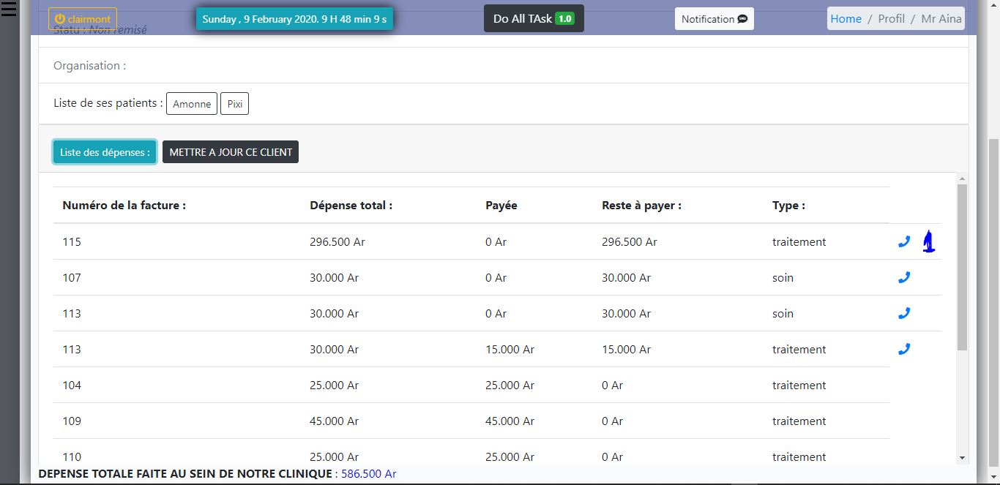 clairmont
Sunday , 9 February 2020. 9 H 48 min 9 s
Do All TAsk 1.0
Notification SMS
Home / Profil / Mr Aina
Statu : Non remisé
Organisation :
Liste de ses patients : Amonne Pixi
Liste des dépenses : METTRE A JOUR CE CLIENT
Numéro de la facture : Dépense total : Payée Reste à payer : Type :
115 296.500 Ar 0 Ar 296.500 Ar traitement 1
107 30.000 Ar 0 Ar 30.000 Ar soin
113 30.000 Ar 0 Ar 30.000 Ar soin
113 30.000 Ar 15.000 Ar 15.000 Ar traitement
104 25.000 Ar 25.000 Ar 0 Ar traitement
109 45.000 Ar 45.000 Ar 0 Ar traitement
110 25.000 Ar 25.000 Ar 0 Ar traitement
DEPENSE TOTALE FAITE AU SEIN DE NOTRE CLINIQUE : 586.500 Ar